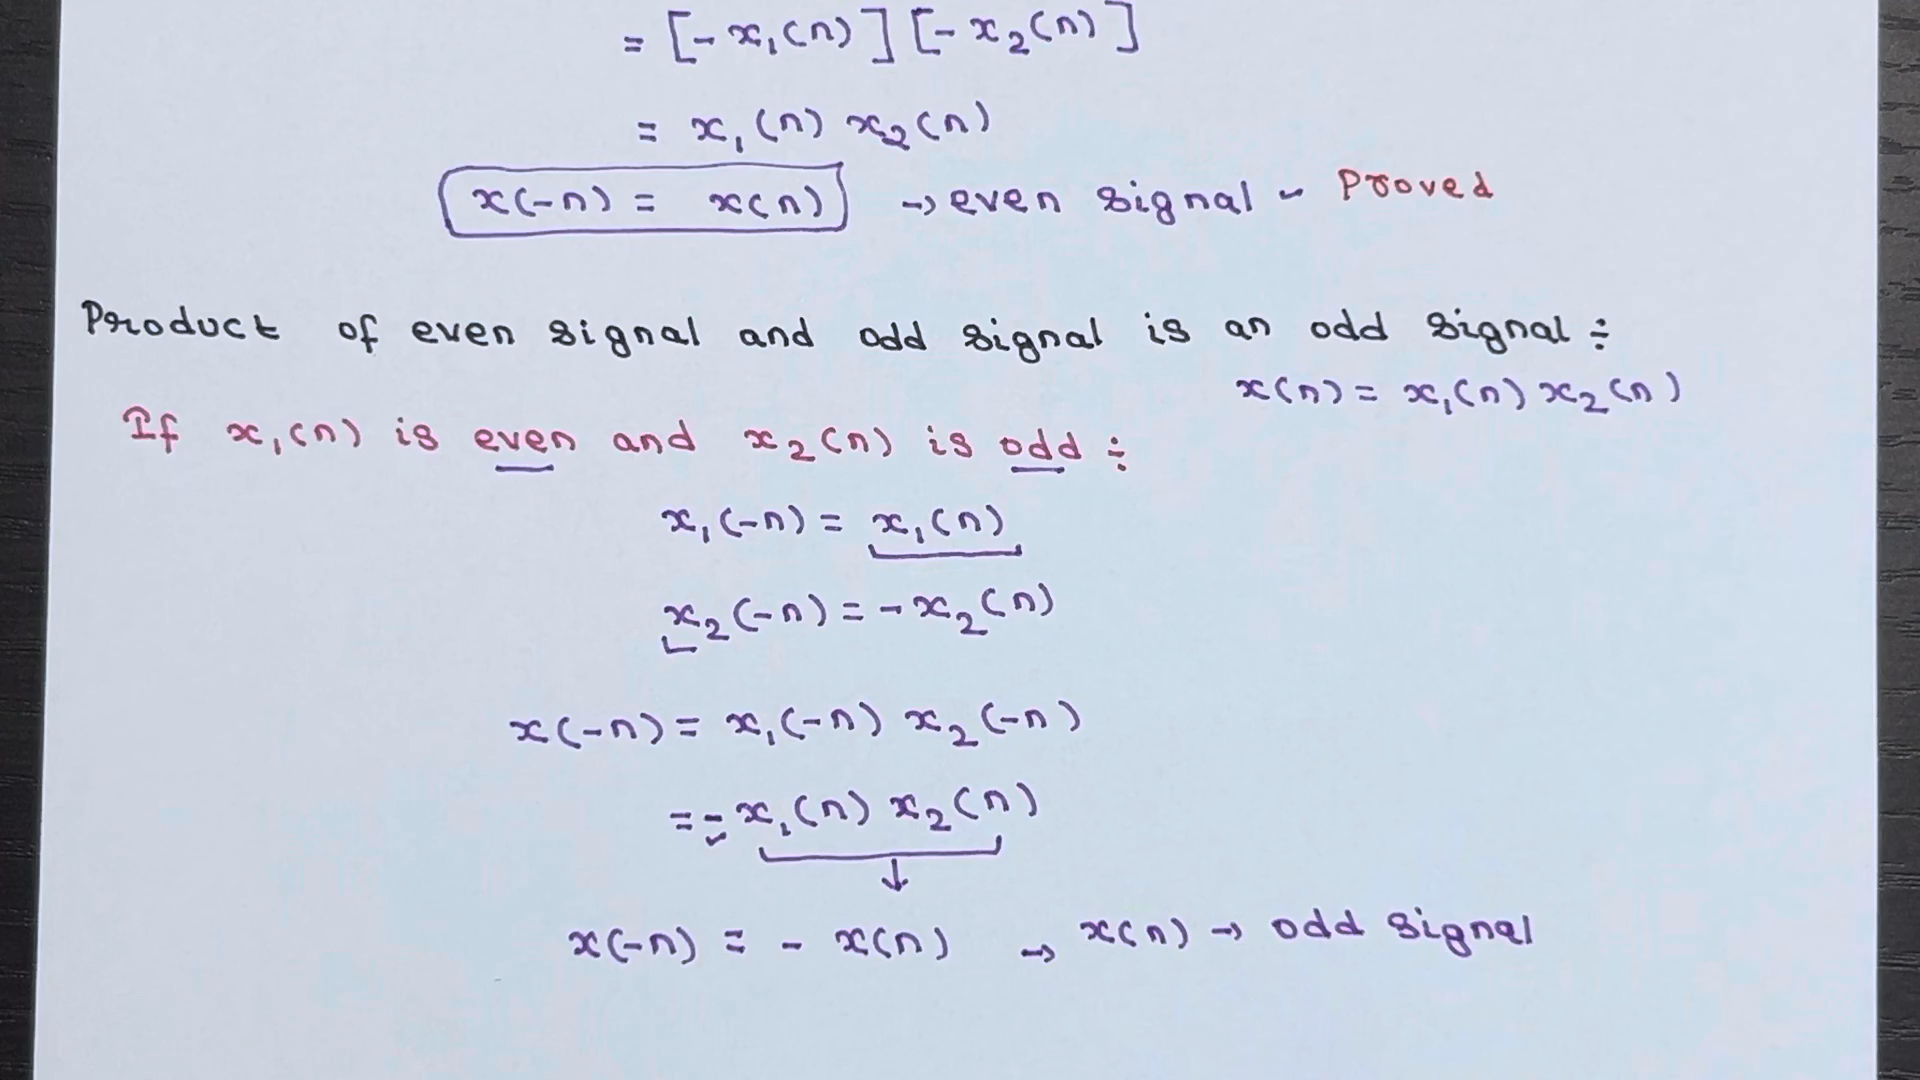 = [-x₁(n)] [-x₂(n)]
= x₁(n) x₂(n)
x(-n) = x(n) → even signal - Proved
Product of even signal and odd signal is an odd signal ÷
x(n) = x₁(n) x₂(n)
If x₁(n) is even and x₂(n) is odd ÷
x₁(-n) = x₁(n)
x₂(-n) = -x₂(n)
x(-n) = x₁(-n) x₂(-n)
= -x₁(n) x₂(n)
↓
x(-n) = - x(n) → x(n) → odd signal